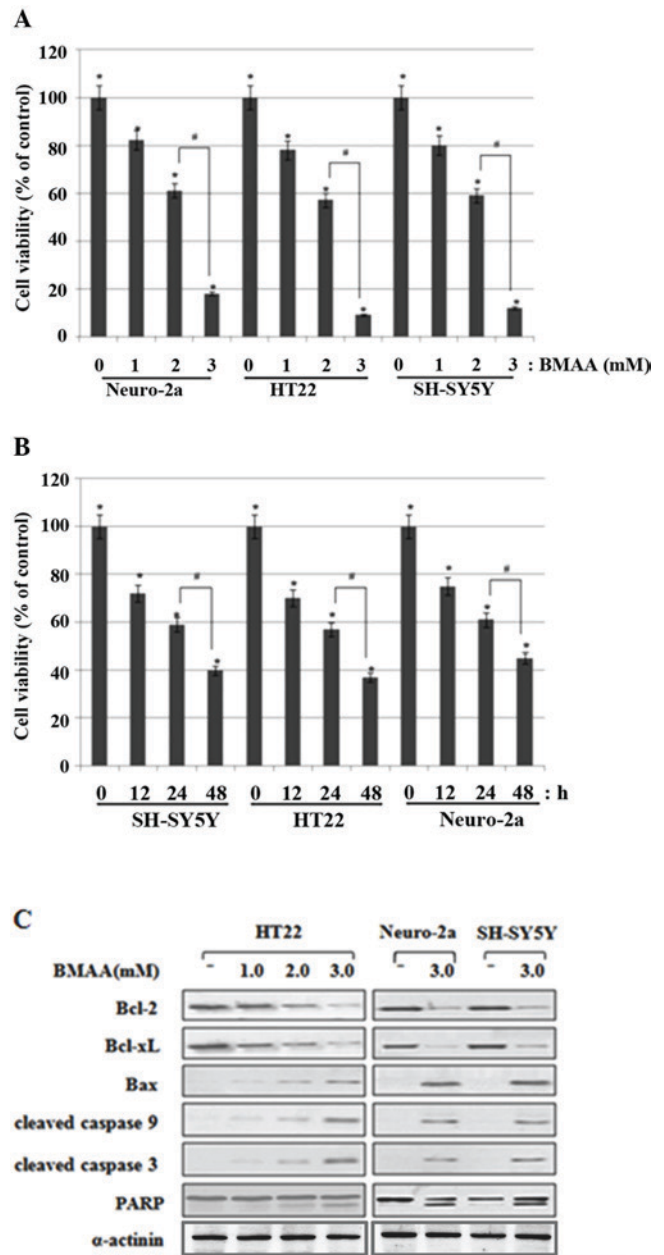 A
Cell viability (% of control)
120
100
80
60
40
20
0
* # * * # * * * * # * * * * # *
0 1 2 3 0 1 2 3 0 1 2 3 : BMAA (mM)
Neuro-2a HT22 SH-SY5Y
B
Cell viability (% of control)
120
100
80
60
40
20
0
* * * # * * * * # * * * * # *
0 12 24 48 0 12 24 48 0 12 24 48 : h
SH-SY5Y HT22 Neuro-2a
C
HT22 Neuro-2a SH-SY5Y
BMAA(mM) - 1.0 2.0 3.0 - 3.0 - 3.0
Bcl-2
Bcl-xL
Bax
cleaved caspase 9
cleaved caspase 3
PARP
α-actinin